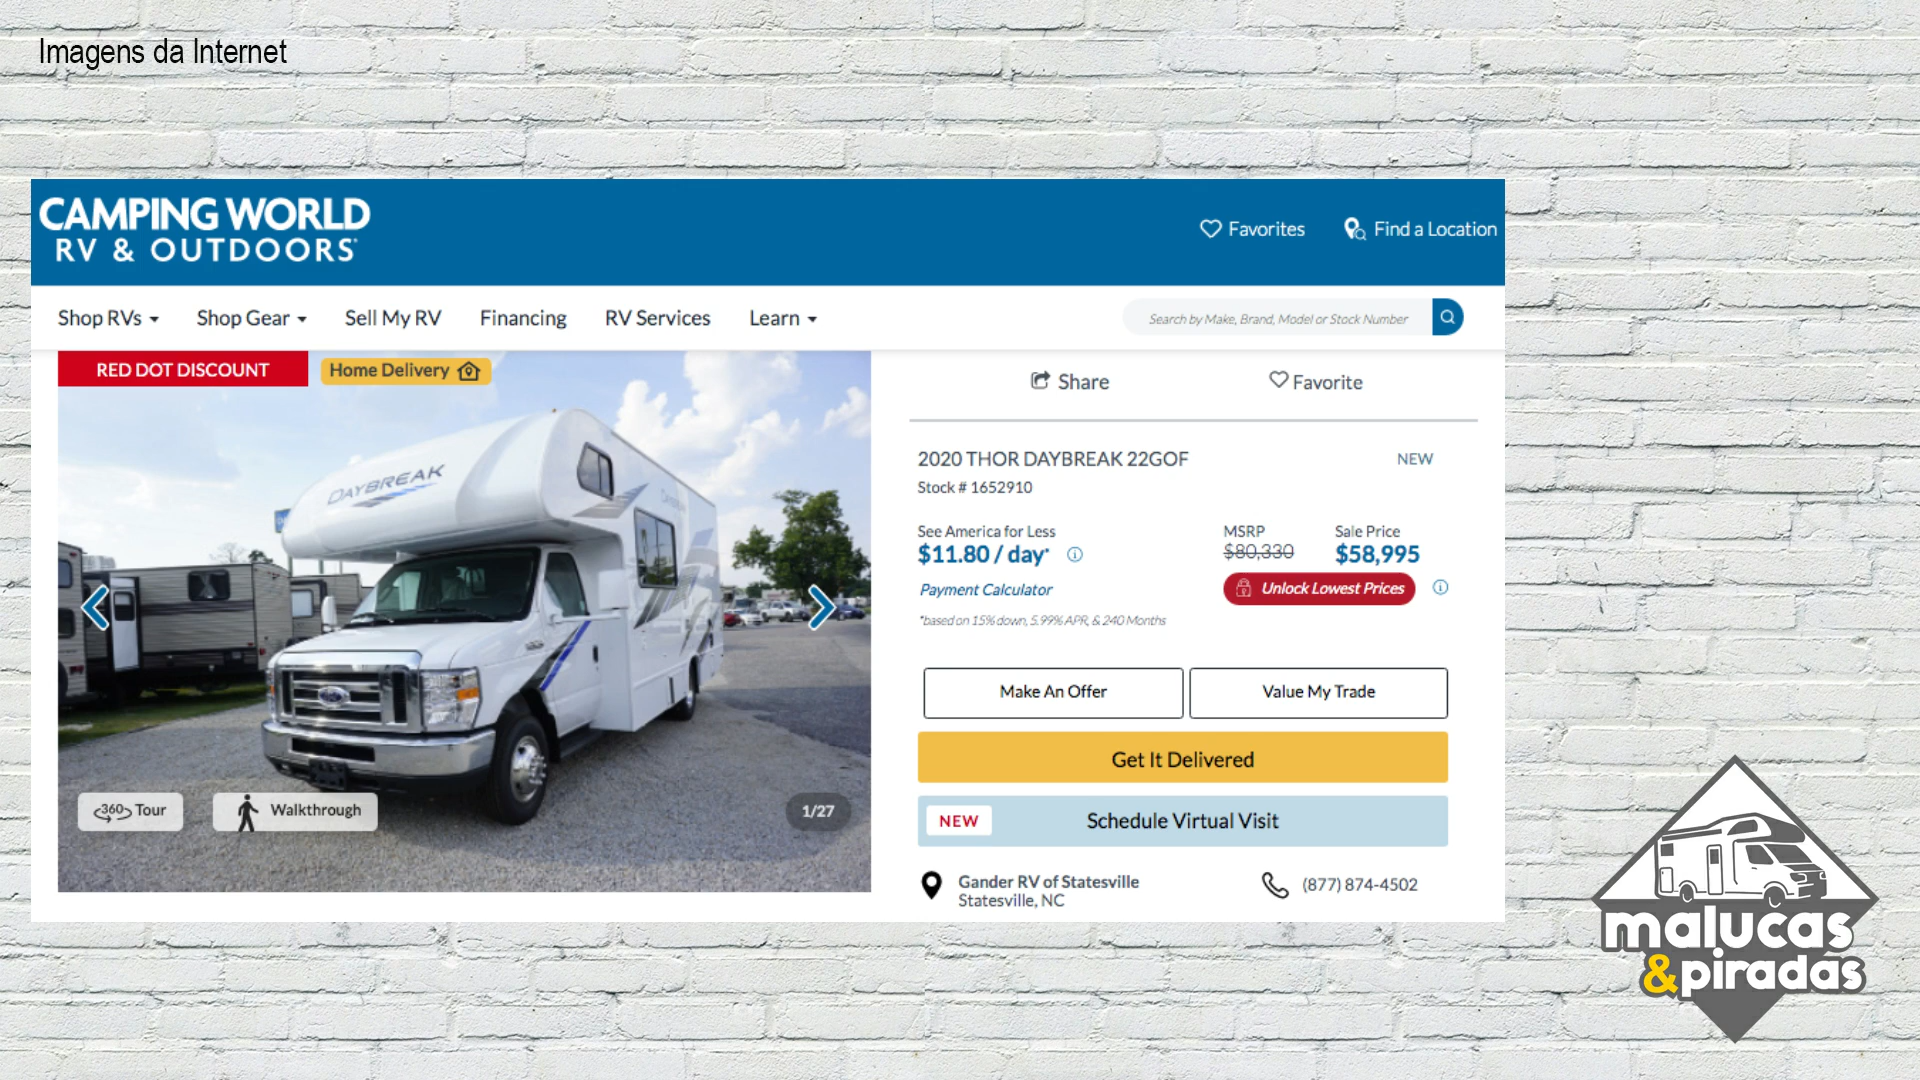 Imagens da Internet
CAMPING WORLD
RV & OUTDOORS
Favorites
Find a Location
Shop RVs
Shop Gear
Sell My RV
Financing
RV Services
Learn
Search by Make, Brand, Model or Stock Number
RED DOT DISCOUNT
Home Delivery
DAYBREAK
360 Tour
Walkthrough
1/27
Share
Favorite
2020 THOR DAYBREAK 22GOF
NEW
Stock # 1652910
See America for Less
$11.80 / day*
MSRP
$80,330
Sale Price
$58,995
Payment Calculator
Unlock Lowest Prices
*based on 15% down, 5.99% APR, & 240 Months
Make An Offer
Value My Trade
Get It Delivered
NEW
Schedule Virtual Visit
Gander RV of Statesville
Statesville, NC
(877) 874-4502
malucas
&piradas